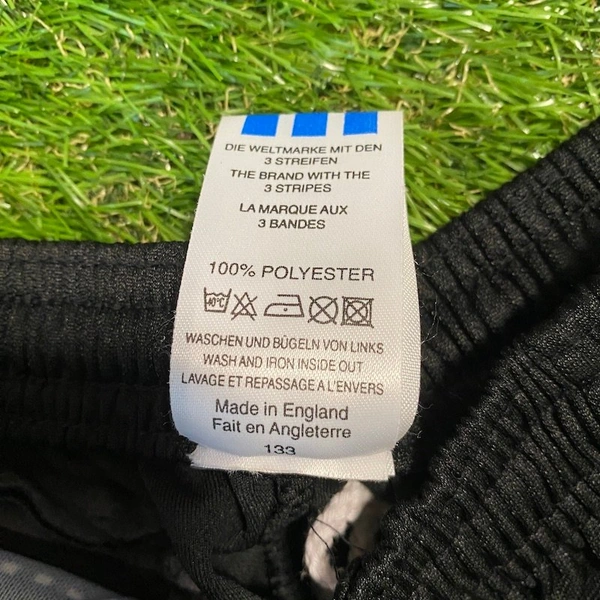 DIE WELTMARKE MIT DEN
3 STREIFEN
THE BRAND WITH THE
3 STRIPES
LA MARQUE AUX
3 BANDES
100% POLYESTER
40°C
WASCHEN UND BÜGELN VON LINKS
WASH AND IRON INSIDE OUT
LAVAGE ET REPASSAGE A L'ENVERS
Made in England
Fait en Angleterre
133